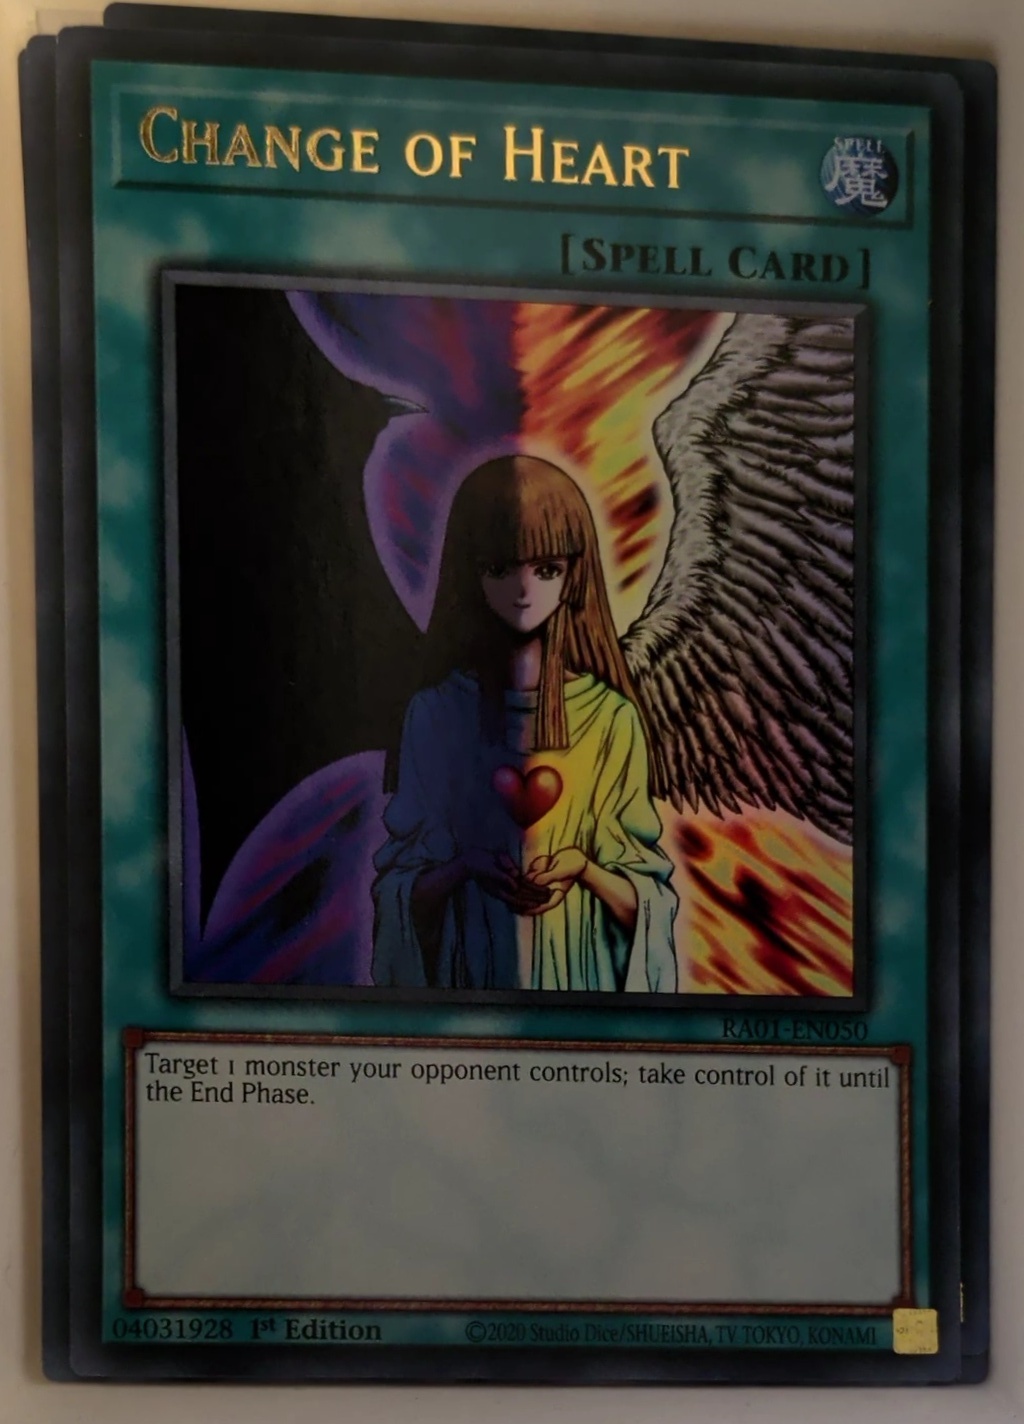 CHANGE OF HEART
SPELL
魔
[SPELL CARD]
RA01-EN050
Target 1 monster your opponent controls; take control of it until
the End Phase.
04031928 1st Edition
©2020 Studio Dice/SHUEISHA, TV TOKYO, KONAMI